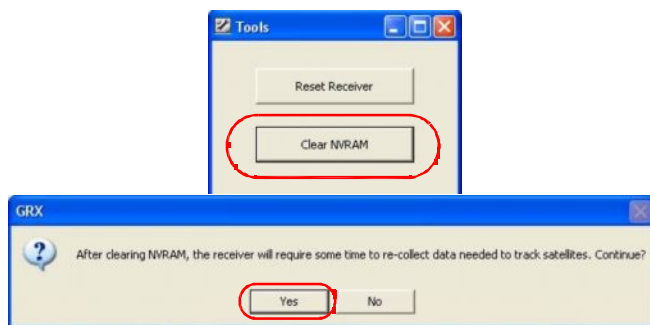 Tools
Reset Receiver
Clear NVRAM
GRX
After clearing NVRAM, the receiver will require some time to re-collect data needed to track satellites. Continue?
Yes No